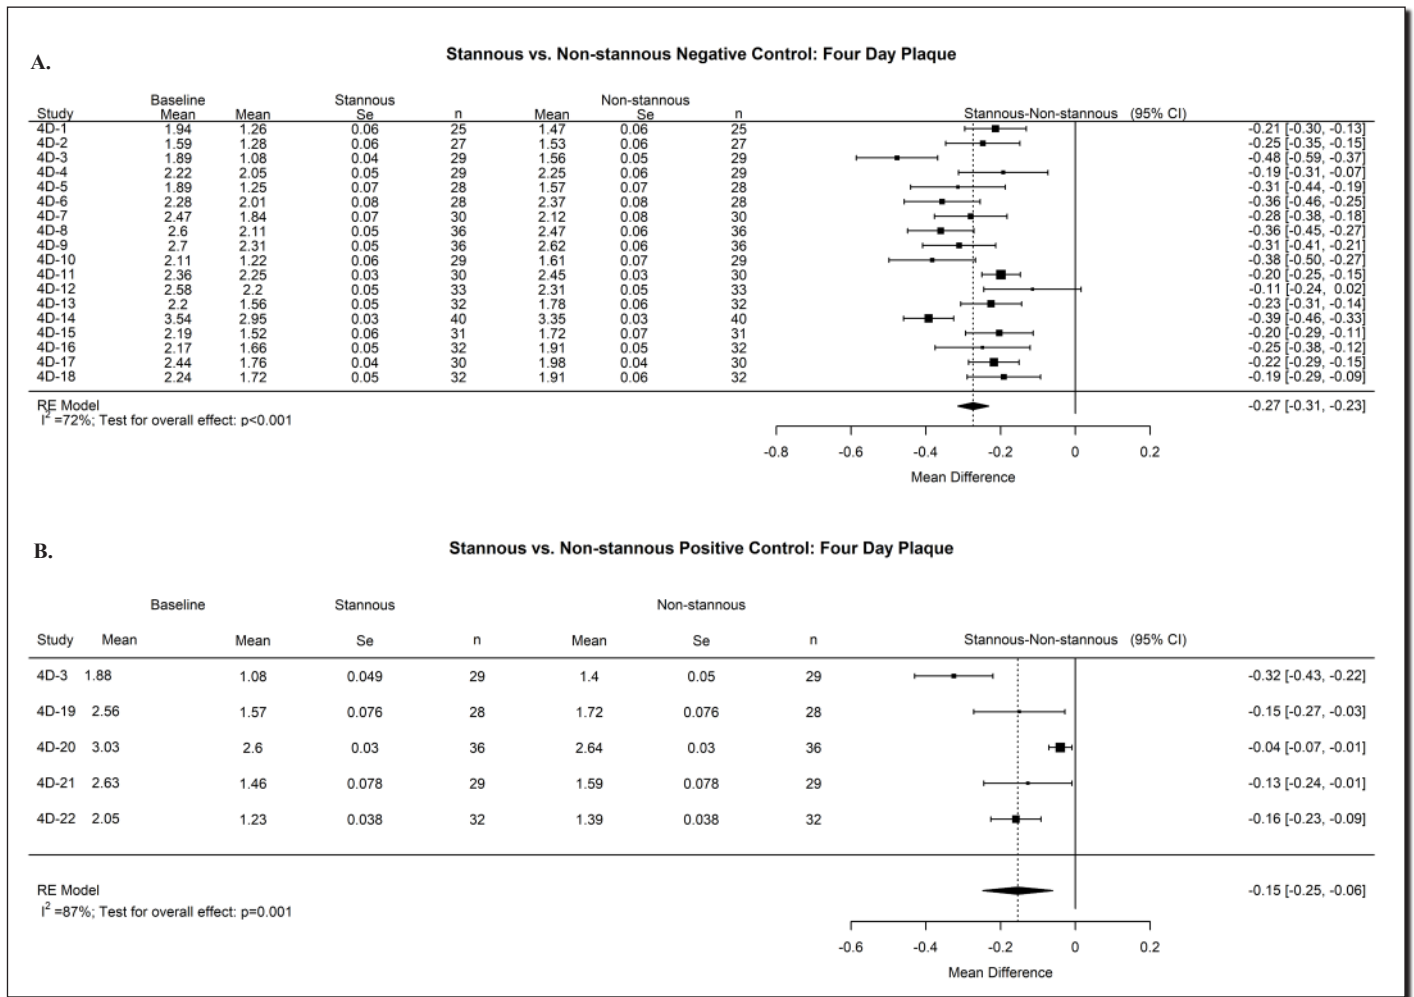 A.
Stannous vs. Non-stannous Negative Control: Four Day Plaque
Baseline Stannous Non-stannous
Study Mean Mean Se n Mean Se n Stannous-Non-stannous (95% CI)
4D-1 1.94 1.26 0.06 25 1.47 0.06 25 -0.21 [-0.30, -0.13]
4D-2 1.59 1.28 0.06 27 1.53 0.06 27 -0.25 [-0.35, -0.15]
4D-3 1.89 1.08 0.04 29 1.56 0.05 29 -0.48 [-0.59, -0.37]
4D-4 2.22 2.05 0.05 29 2.25 0.06 29 -0.19 [-0.31, -0.07]
4D-5 1.89 1.25 0.07 28 1.57 0.07 28 -0.31 [-0.44, -0.19]
4D-6 2.28 2.01 0.08 28 2.37 0.08 28 -0.36 [-0.46, -0.25]
4D-7 2.47 1.84 0.07 30 2.12 0.08 30 -0.28 [-0.38, -0.18]
4D-8 2.6 2.11 0.05 36 2.47 0.06 36 -0.36 [-0.45, -0.27]
4D-9 2.7 2.31 0.05 36 2.62 0.06 36 -0.31 [-0.41, -0.21]
4D-10 2.11 1.22 0.06 29 1.61 0.07 29 -0.38 [-0.50, -0.27]
4D-11 2.36 2.25 0.03 30 2.45 0.03 30 -0.20 [-0.25, -0.15]
4D-12 2.58 2.2 0.05 33 2.31 0.05 33 -0.11 [-0.24, 0.02]
4D-13 2.2 1.56 0.05 32 1.78 0.06 32 -0.23 [-0.31, -0.14]
4D-14 3.54 2.95 0.03 40 3.35 0.03 40 -0.39 [-0.46, -0.33]
4D-15 2.19 1.52 0.06 31 1.72 0.07 31 -0.20 [-0.29, -0.11]
4D-16 2.17 1.66 0.05 32 1.91 0.05 32 -0.25 [-0.38, -0.12]
4D-17 2.44 1.76 0.04 30 1.98 0.04 30 -0.22 [-0.29, -0.15]
4D-18 2.24 1.72 0.05 32 1.91 0.06 32 -0.19 [-0.29, -0.09]
RE Model -0.27 [-0.31, -0.23]
I² =72%; Test for overall effect: p<0.001
-0.8 -0.6 -0.4 -0.2 0 0.2
Mean Difference
B.
Stannous vs. Non-stannous Positive Control: Four Day Plaque
Baseline Stannous Non-stannous
Study Mean Mean Se n Mean Se n Stannous-Non-stannous (95% CI)
4D-3 1.88 1.08 0.049 29 1.4 0.05 29 -0.32 [-0.43, -0.22]
4D-19 2.56 1.57 0.076 28 1.72 0.076 28 -0.15 [-0.27, -0.03]
4D-20 3.03 2.6 0.03 36 2.64 0.03 36 -0.04 [-0.07, -0.01]
4D-21 2.63 1.46 0.078 29 1.59 0.078 29 -0.13 [-0.24, -0.01]
4D-22 2.05 1.23 0.038 32 1.39 0.038 32 -0.16 [-0.23, -0.09]
RE Model -0.15 [-0.25, -0.06]
I² =87%; Test for overall effect: p=0.001
-0.6 -0.4 -0.2 0 0.2
Mean Difference